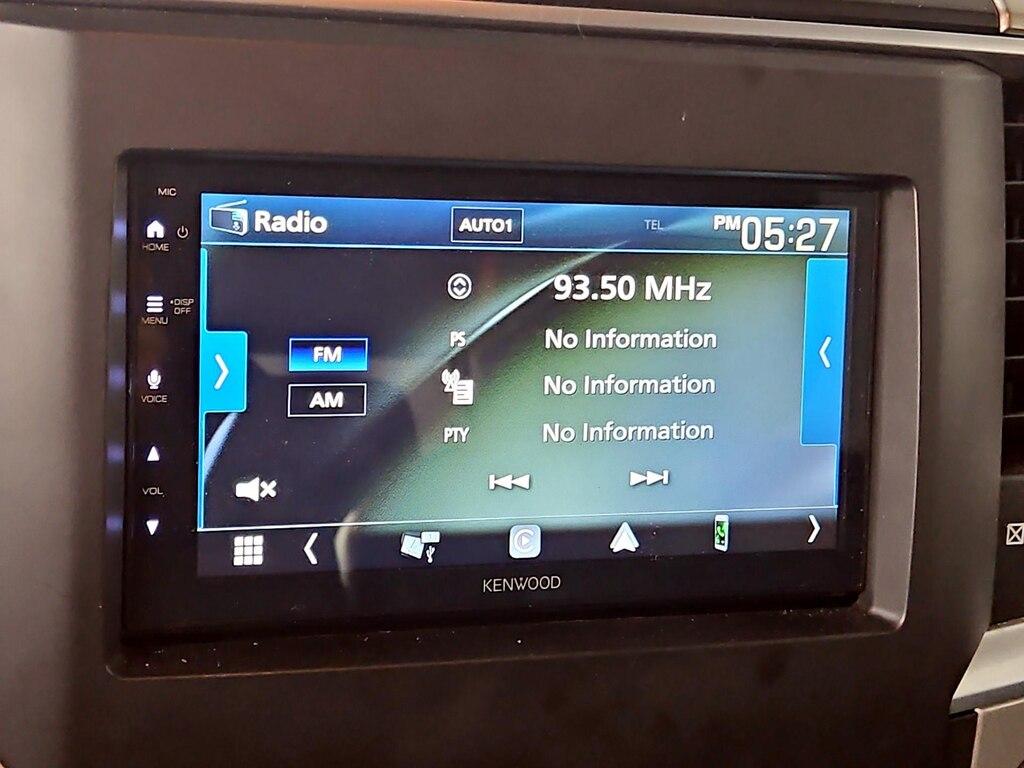 MIC
HOME
•DISP
OFF
MENU
VOICE
VOL
Radio
AUTO1
TEL
PM 05:27
93.50 MHz
FM
AM
PS No Information
No Information
PTY No Information
KENWOOD